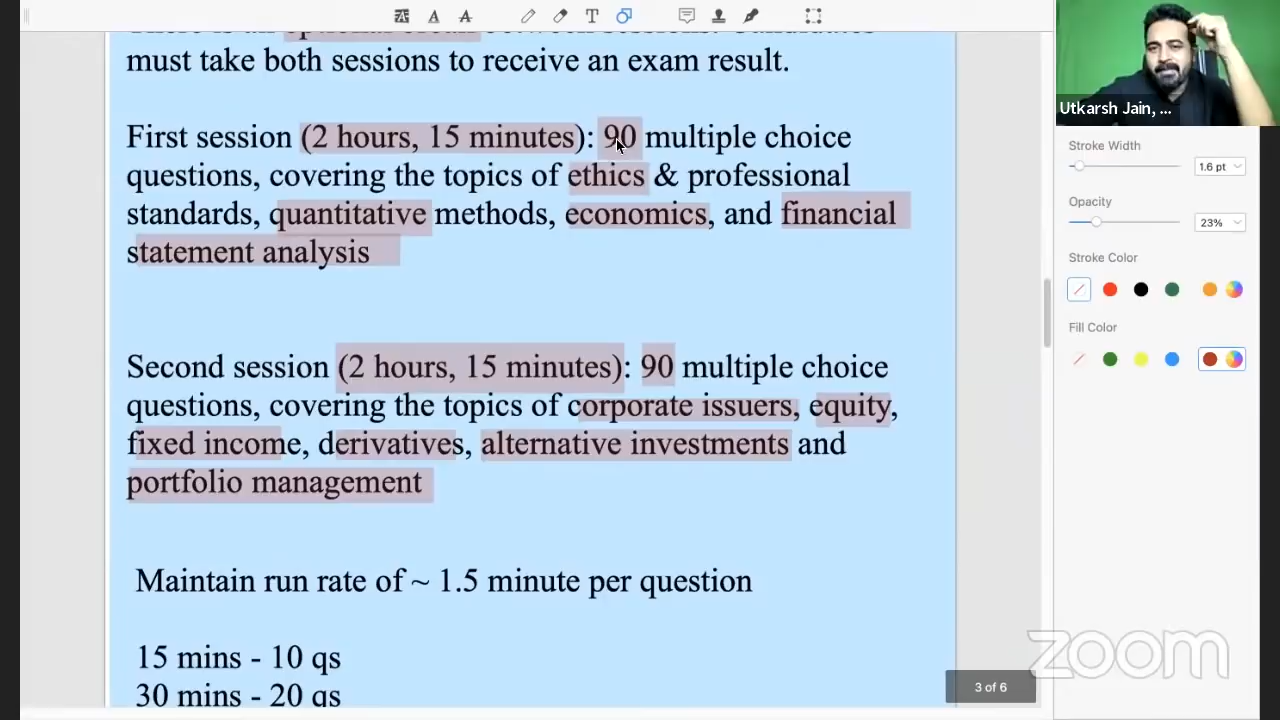 must take both sessions to receive an exam result.
First session (2 hours, 15 minutes): 90 multiple choice
questions, covering the topics of ethics & professional
standards, quantitative methods, economics, and financial
statement analysis
Second session (2 hours, 15 minutes): 90 multiple choice
questions, covering the topics of corporate issuers, equity,
fixed income, derivatives, alternative investments and
portfolio management
Maintain run rate of ~ 1.5 minute per question
15 mins - 10 qs
30 mins - 20 qs
3 of 6
Utkarsh Jain, ...
Stroke Width
1.6 pt
Opacity
23%
Stroke Color
Fill Color
zoom